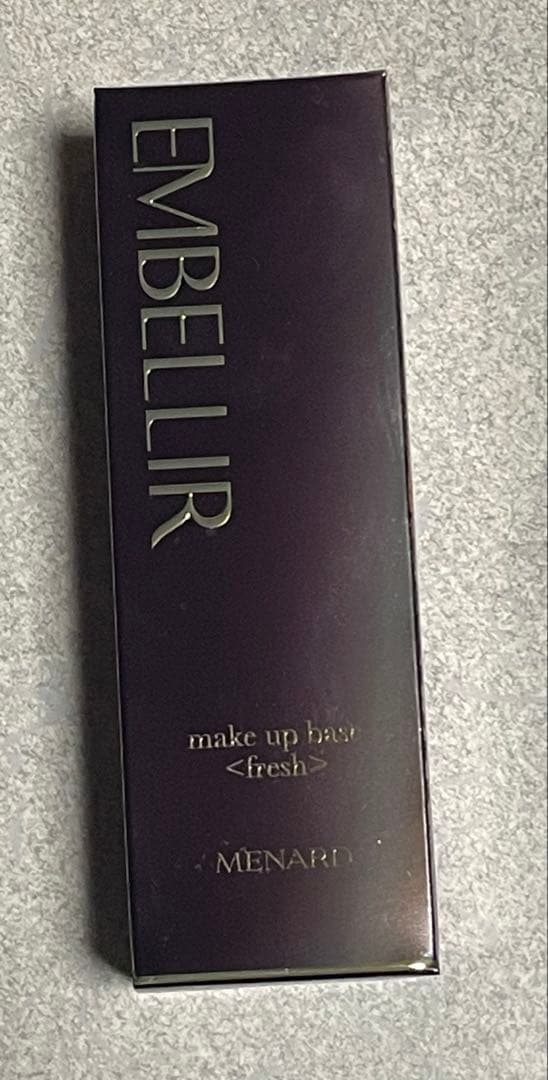 EMBELLIR
make up base
<fresh>
MENARD